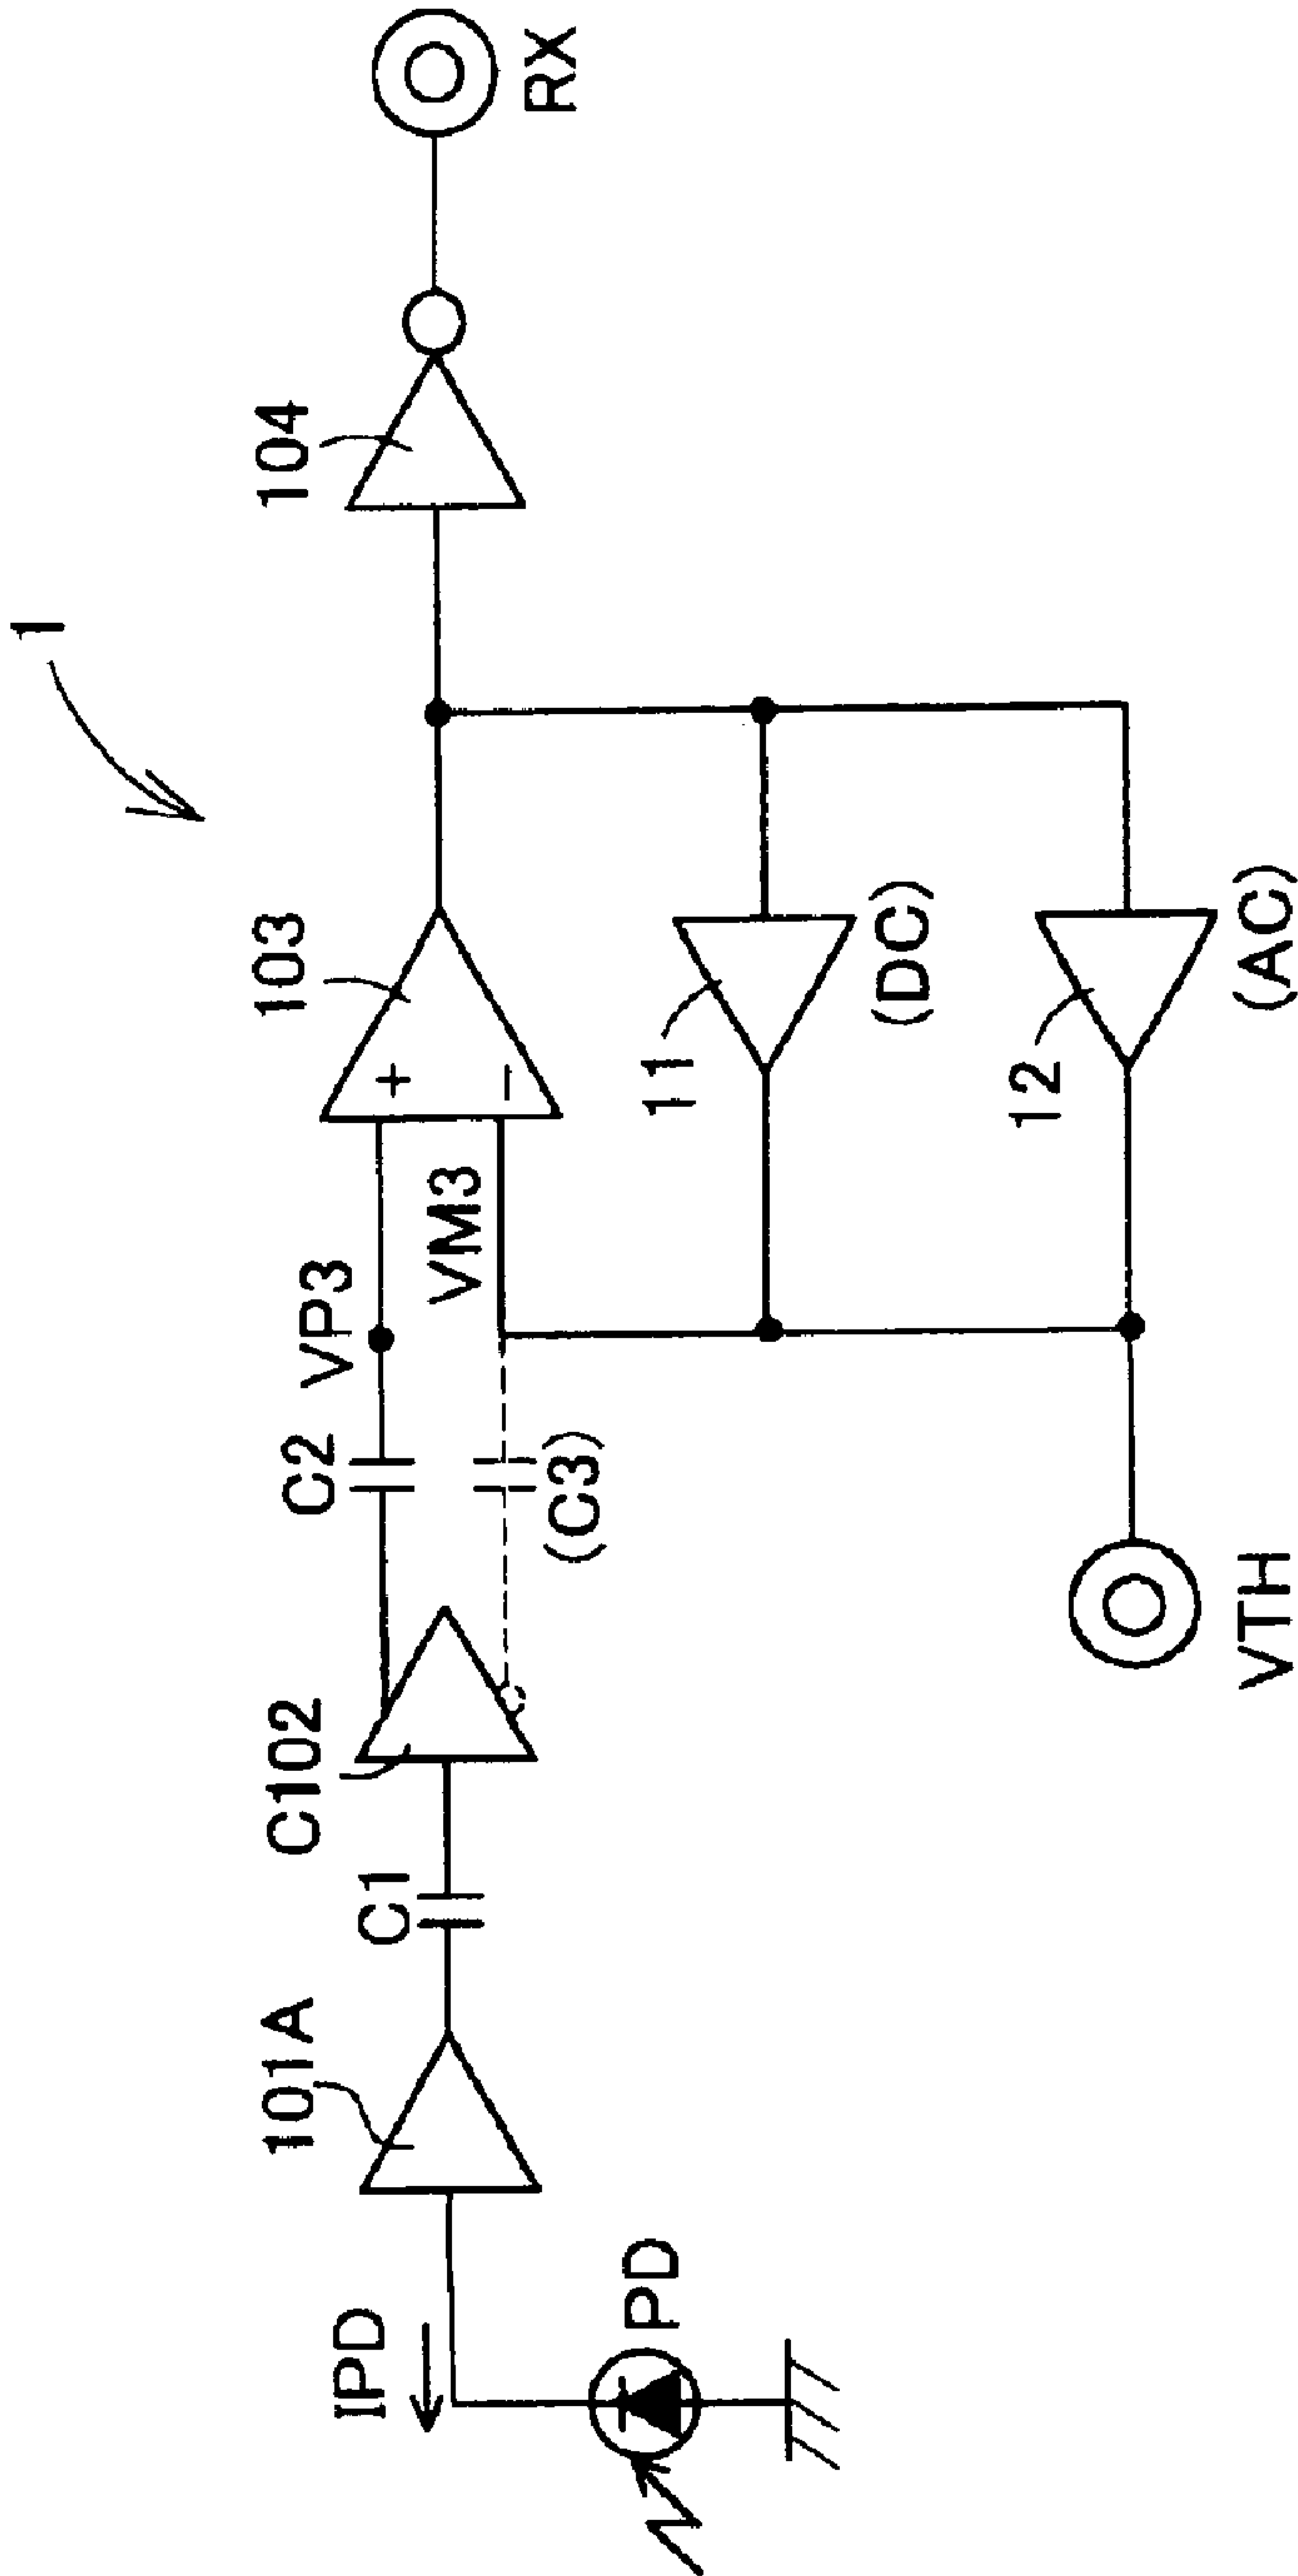 1
IPD
PD
101A
C1
C102
C2
(C3)
VP3
VM3
+
−
103
104
RX
11
(DC)
12
(AC)
VTH